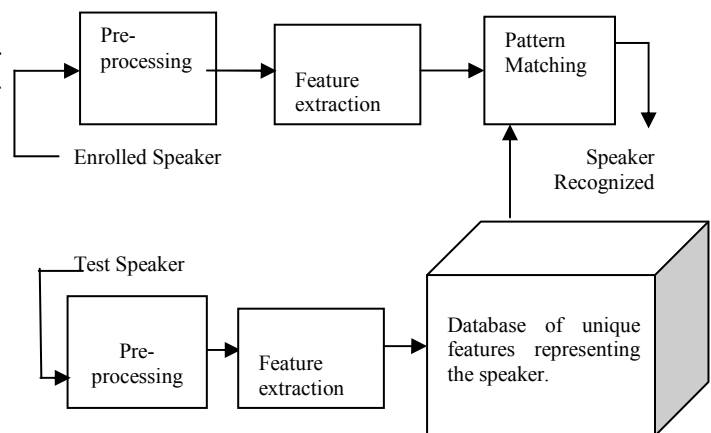 Pre-
processing
Feature
extraction
Pattern
Matching
Enrolled Speaker
Speaker
Recognized
Test Speaker
Pre-
processing
Feature
extraction
Database of unique
features representing
the speaker.